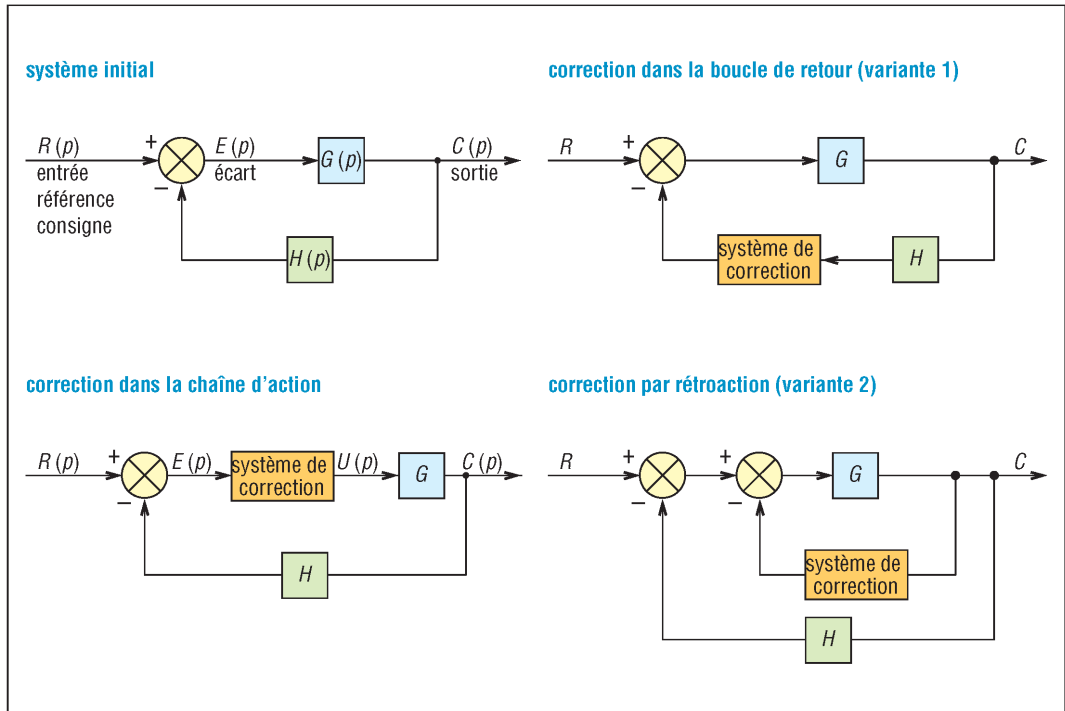 système initial
R (p)
entrée
référence
consigne
+
−
E (p)
écart
G (p)
C (p)
sortie
H (p)
correction dans la boucle de retour (variante 1)
R
+
−
G
C
système de
correction
H
correction dans la chaîne d’action
R (p)
+
−
E (p)
système de
correction
U (p)
G
C (p)
H
correction par rétroaction (variante 2)
R
+
−
+
−
G
C
système de
correction
H